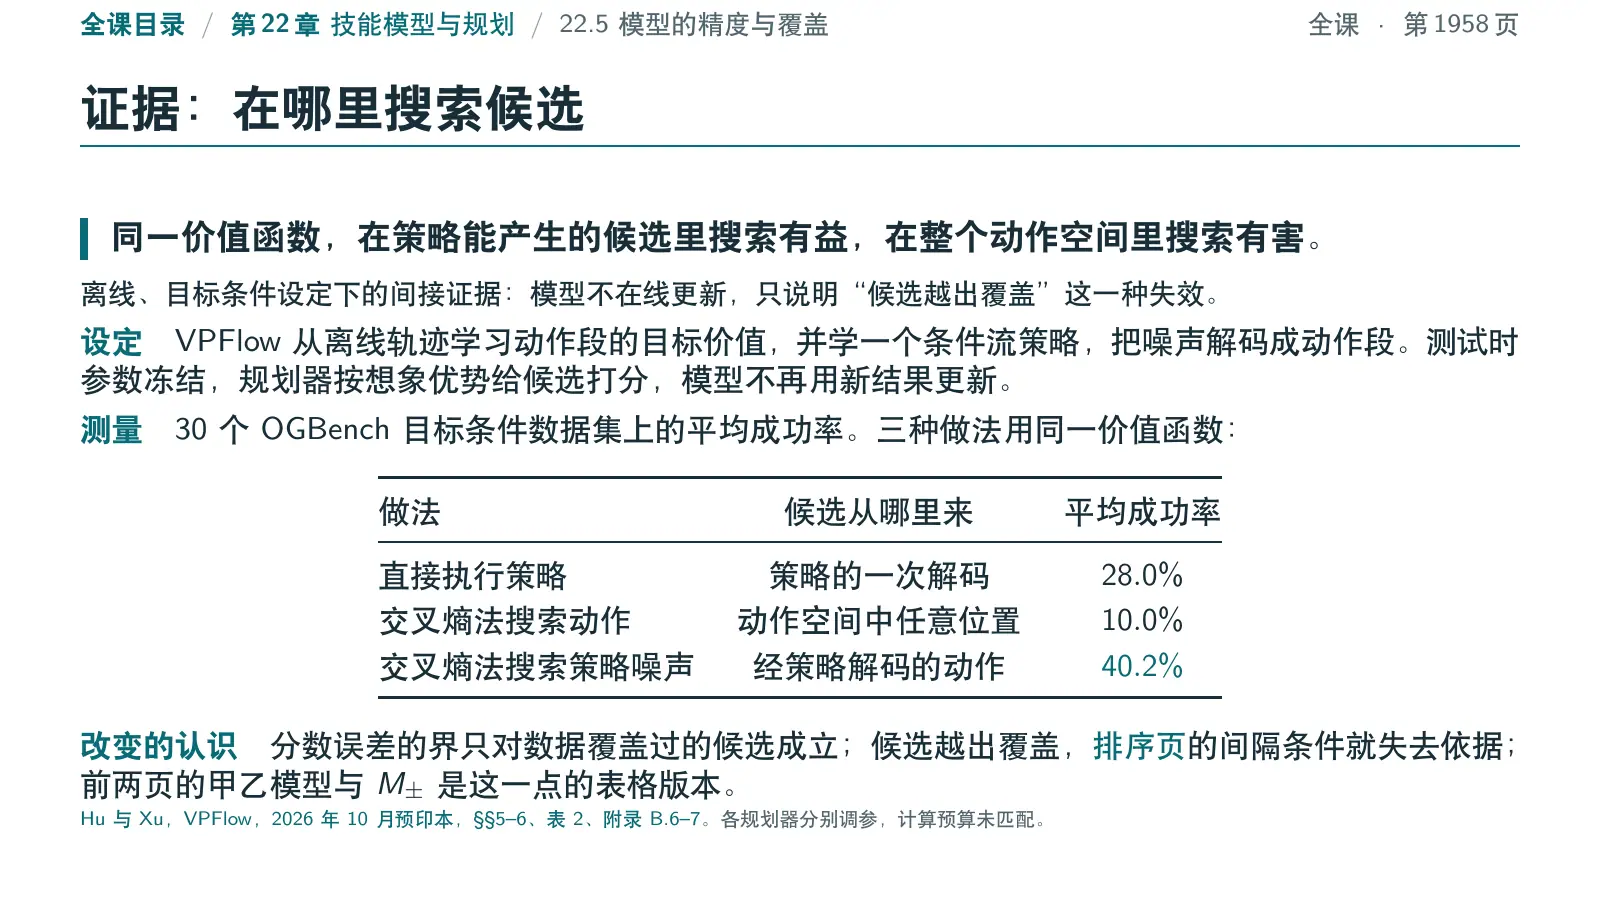 全课目录 / 第 22 章 技能模型与规划 / 22.5 模型的精度与覆盖
全课 · 第 1958 页
证据：在哪里搜索候选
同一价值函数，在策略能产生的候选里搜索有益，在整个动作空间里搜索有害。
离线、目标条件设定下的间接证据：模型不在线更新，只说明“候选越出覆盖”这一种失效。
设定 VPFlow 从离线轨迹学习动作段的目标价值，并学一个条件流策略，把噪声解码成动作段。测试时
参数冻结，规划器按想象优势给候选打分，模型不再用新结果更新。
测量 30 个 OGBench 目标条件数据集上的平均成功率。三种做法用同一价值函数：
做法 候选从哪里来 平均成功率
直接执行策略 策略的一次解码 28.0%
交叉熵法搜索动作 动作空间中任意位置 10.0%
交叉熵法搜索策略噪声 经策略解码的动作 40.2%
改变的认识 分数误差的界只对数据覆盖过的候选成立；候选越出覆盖，排序页的间隔条件就失去依据；
前两页的甲乙模型与 M± 是这一点的表格版本。
Hu 与 Xu，VPFlow，2026 年 10 月预印本，§§5–6、表 2、附录 B.6–7。各规划器分别调参，计算预算未匹配。